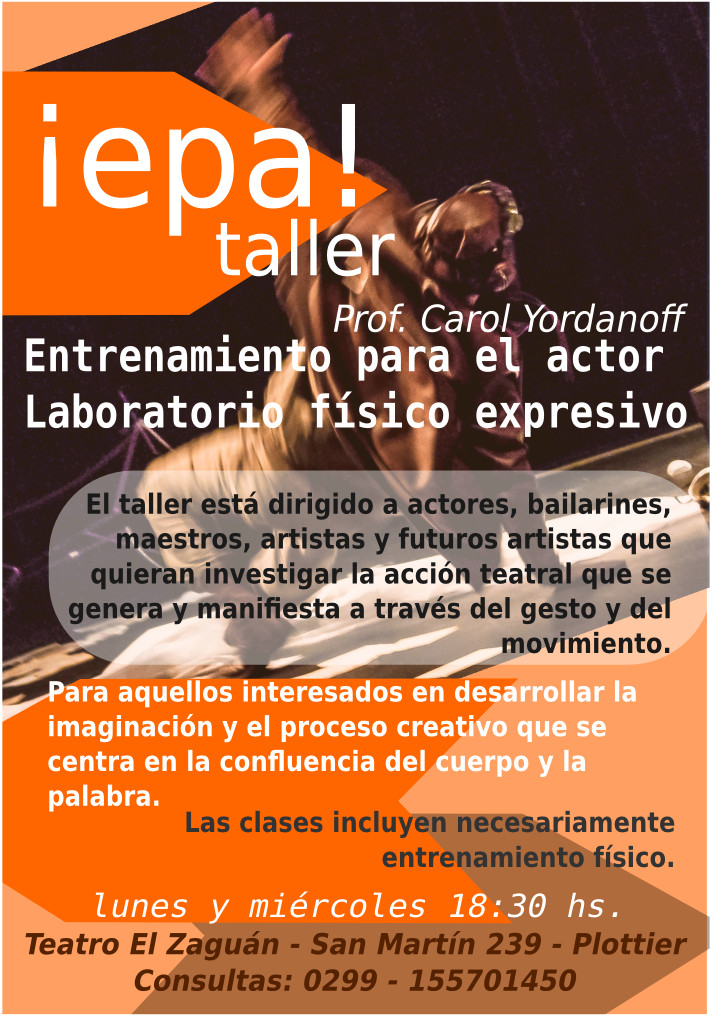 ¡epa!
taller
Prof. Carol Yordanoff
Entrenamiento para el actor
Laboratorio físico expresivo
El taller está dirigido a actores, bailarines,
maestros, artistas y futuros artistas que
quieran investigar la acción teatral que se
genera y manifiesta a través del gesto y del
movimiento.
Para aquellos interesados en desarrollar la
imaginación y el proceso creativo que se
centra en la confluencia del cuerpo y la
palabra.
Las clases incluyen necesariamente
entrenamiento físico.
lunes y miércoles 18:30 hs.
Teatro El Zaguán - San Martín 239 - Plottier
Consultas: 0299 - 155701450